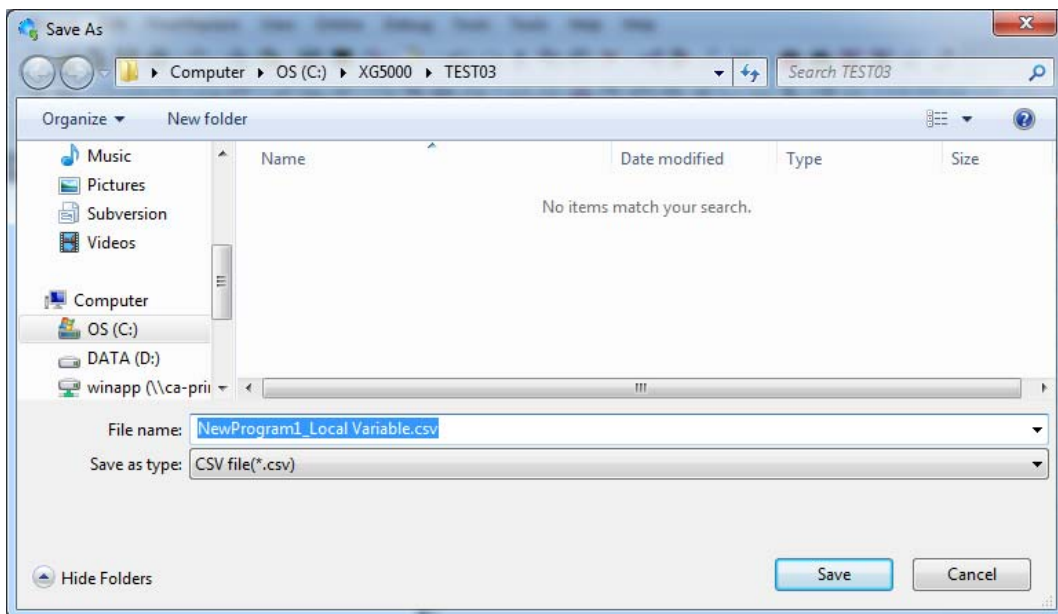 Save As
Computer ▸ OS (C:) ▸ XG5000 ▸ TEST03
Search TEST03
Organize
New folder
Music
Pictures
Subversion
Videos
Computer
OS (C:)
DATA (D:)
winapp (\\ca-prii
Name
Date modified
Type
Size
No items match your search.
File name: NewProgram1_Local Variable.csv
Save as type: CSV file(*.csv)
Hide Folders
Save
Cancel